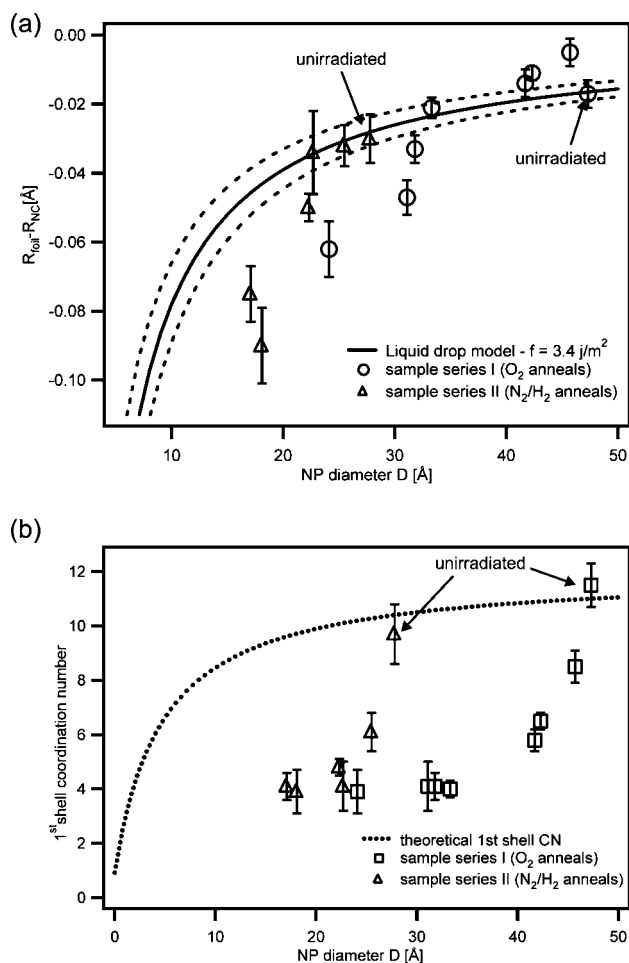 (a)
0.00
-0.02
-0.04
-0.06
-0.08
-0.10
R_foil-R_NC[Å]
unirradiated
unirradiated
Liquid drop model - f = 3.4 j/m²
sample series I (O₂ anneals)
sample series II (N₂/H₂ anneals)
10 20 30 40 50
NP diameter D [Å]
(b)
12
10
8
6
4
2
0
1st shell coordination number
unirradiated
theoretical 1st shell CN
sample series I (O₂ anneals)
sample series II (N₂/H₂ anneals)
0 10 20 30 40 50
NP diameter D [Å]